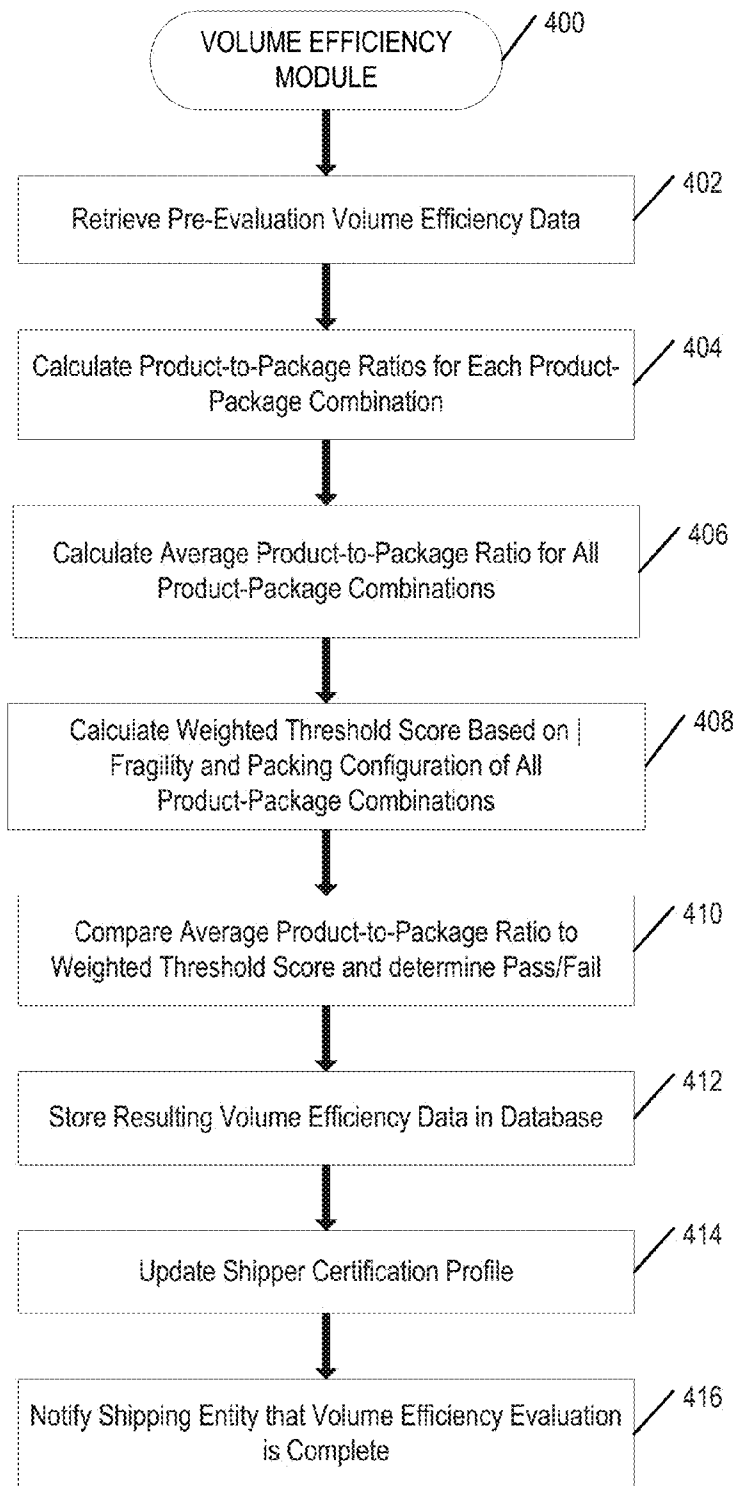 VOLUME EFFICIENCY
MODULE
400
Retrieve Pre-Evaluation Volume Efficiency Data
402
Calculate Product-to-Package Ratios for Each Product-
Package Combination
404
Calculate Average Product-to-Package Ratio for All
Product-Package Combinations
406
Calculate Weighted Threshold Score Based on |
Fragility and Packing Configuration of All
Product-Package Combinations
408
Compare Average Product-to-Package Ratio to
Weighted Threshold Score and determine Pass/Fail
410
Store Resulting Volume Efficiency Data in Database
412
Update Shipper Certification Profile
414
Notify Shipping Entity that Volume Efficiency Evaluation
is Complete
416